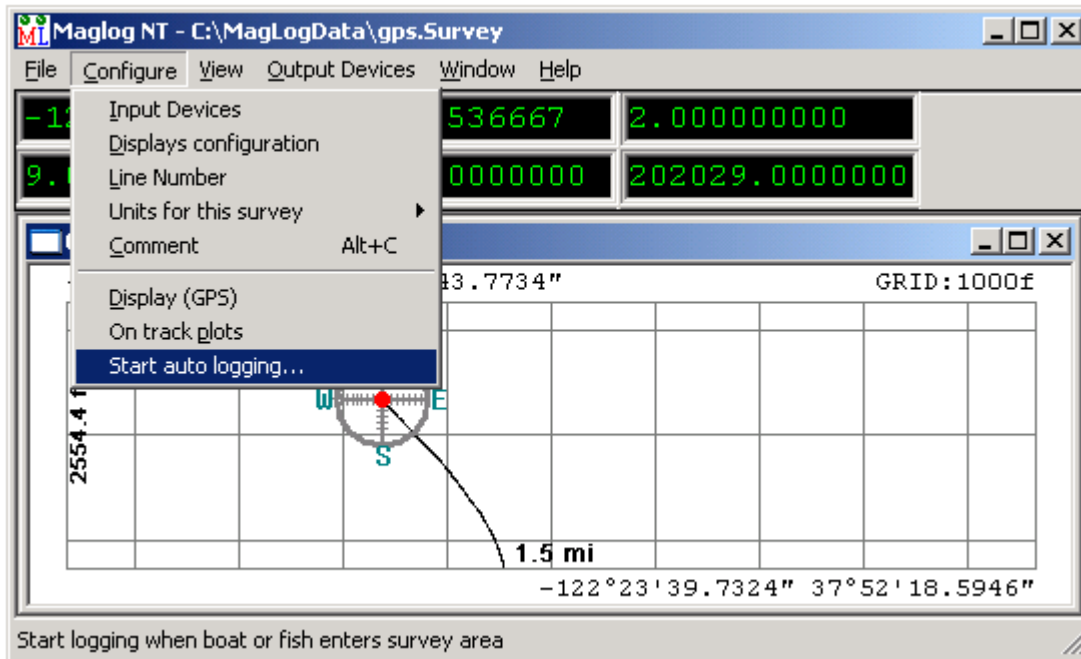 Maglog NT - C:\MagLogData\gps.Survey
File Configure View Output Devices Window Help
536667 2.000000000
0000000 202029.0000000
Input Devices
Displays configuration
Line Number
Units for this survey
Comment Alt+C
Display (GPS)
On track plots
Start auto logging...
43.7734" GRID:1000f
W E
S
2554.4 f
1.5 mi
-122°23'39.7324" 37°52'18.5946"
Start logging when boat or fish enters survey area